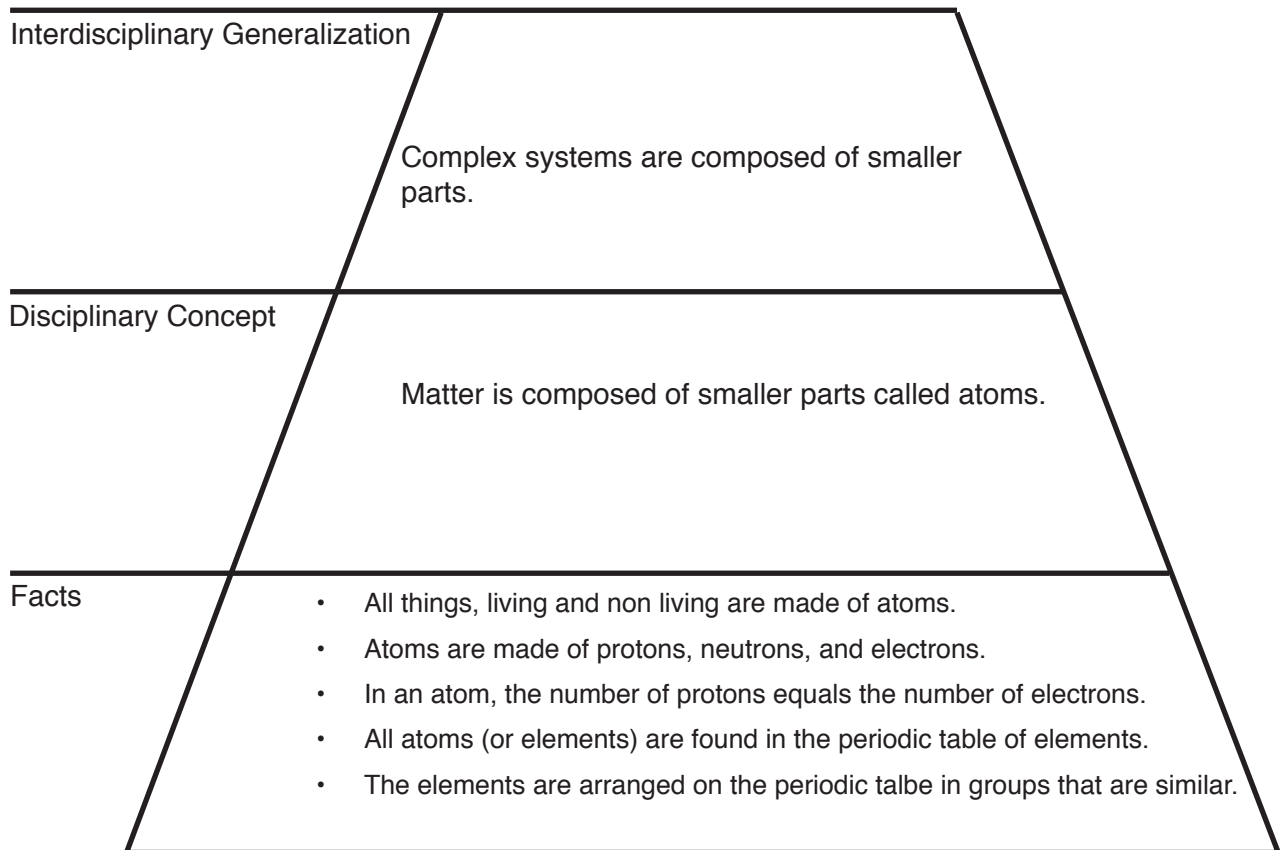 Interdisciplinary Generalization
Complex systems are composed of smaller
parts.
Disciplinary Concept
Matter is composed of smaller parts called atoms.
Facts
• All things, living and non living are made of atoms.
• Atoms are made of protons, neutrons, and electrons.
• In an atom, the number of protons equals the number of electrons.
• All atoms (or elements) are found in the periodic table of elements.
• The elements are arranged on the periodic talbe in groups that are similar.